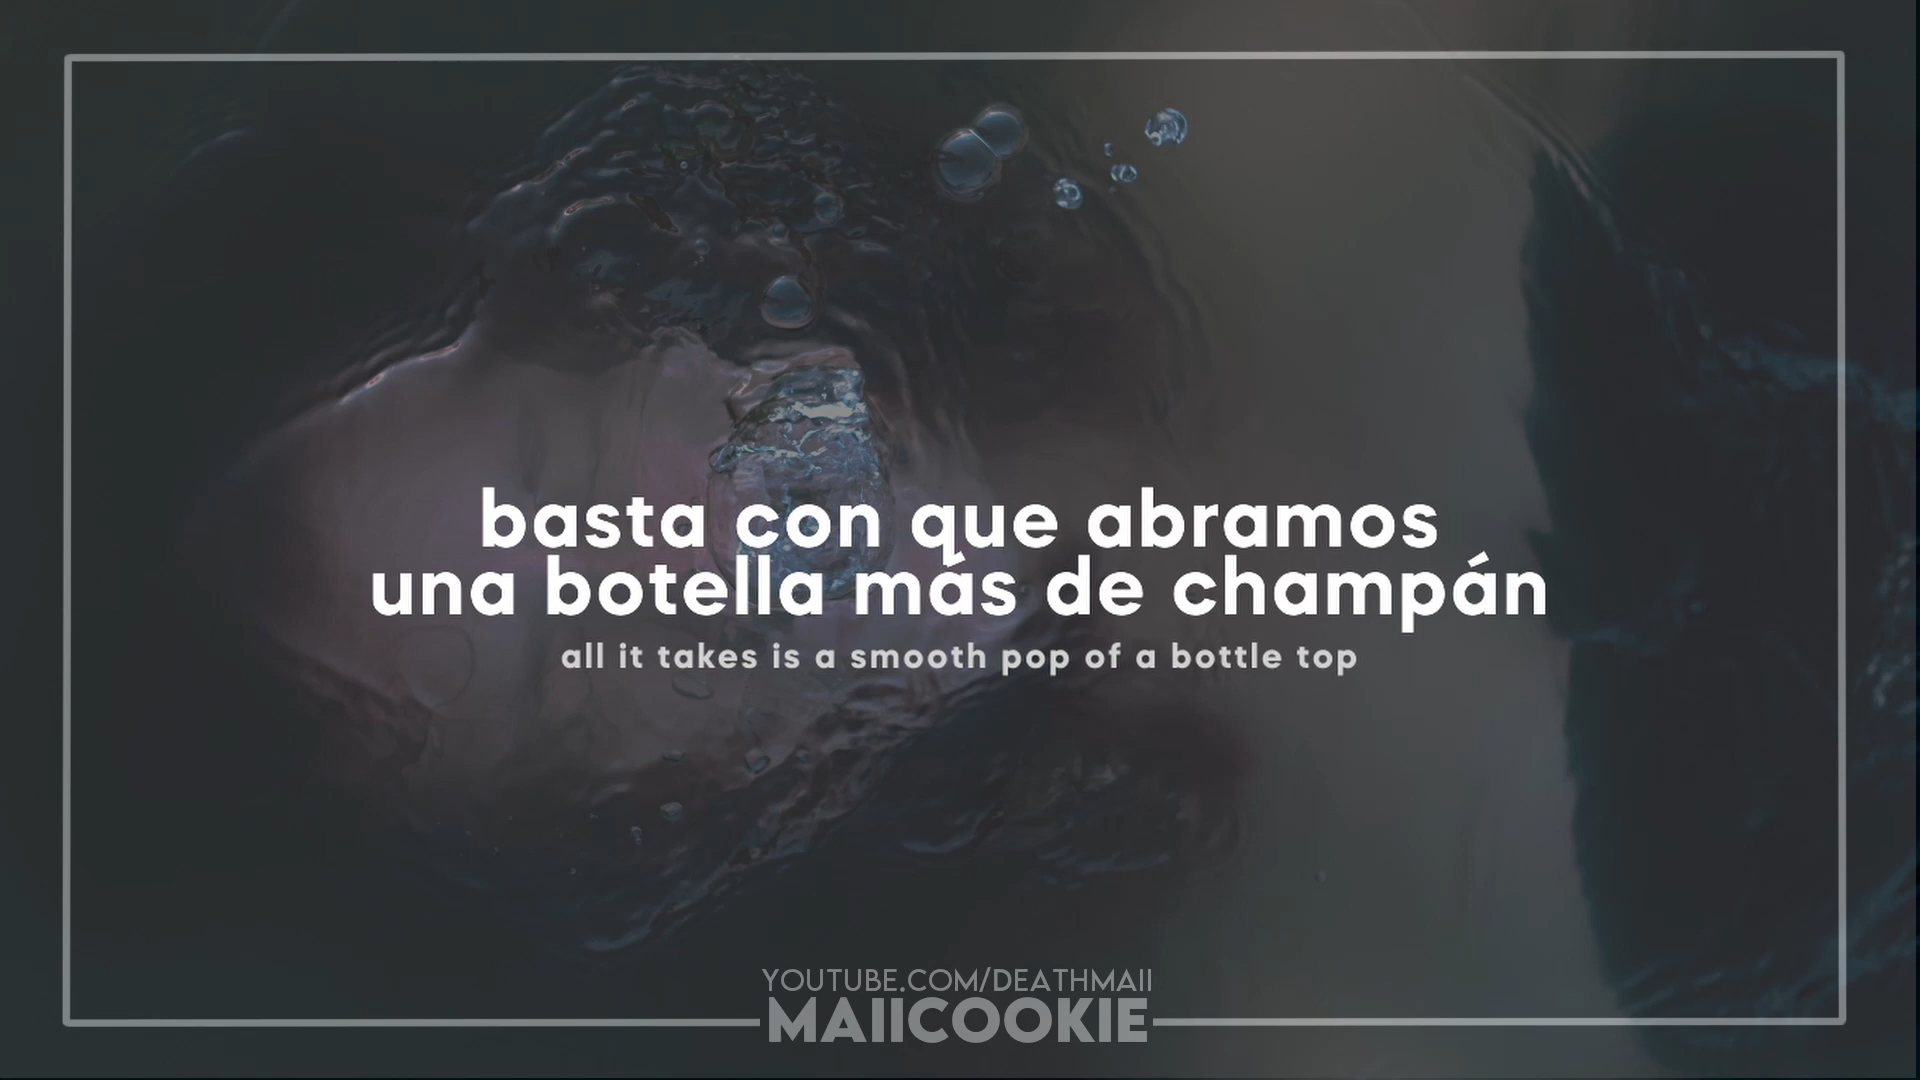 basta con que abramos
una botella más de champán
all it takes is a smooth pop of a bottle top
YOUTUBE.COM/DEATHMAII
MAIICOOKIE